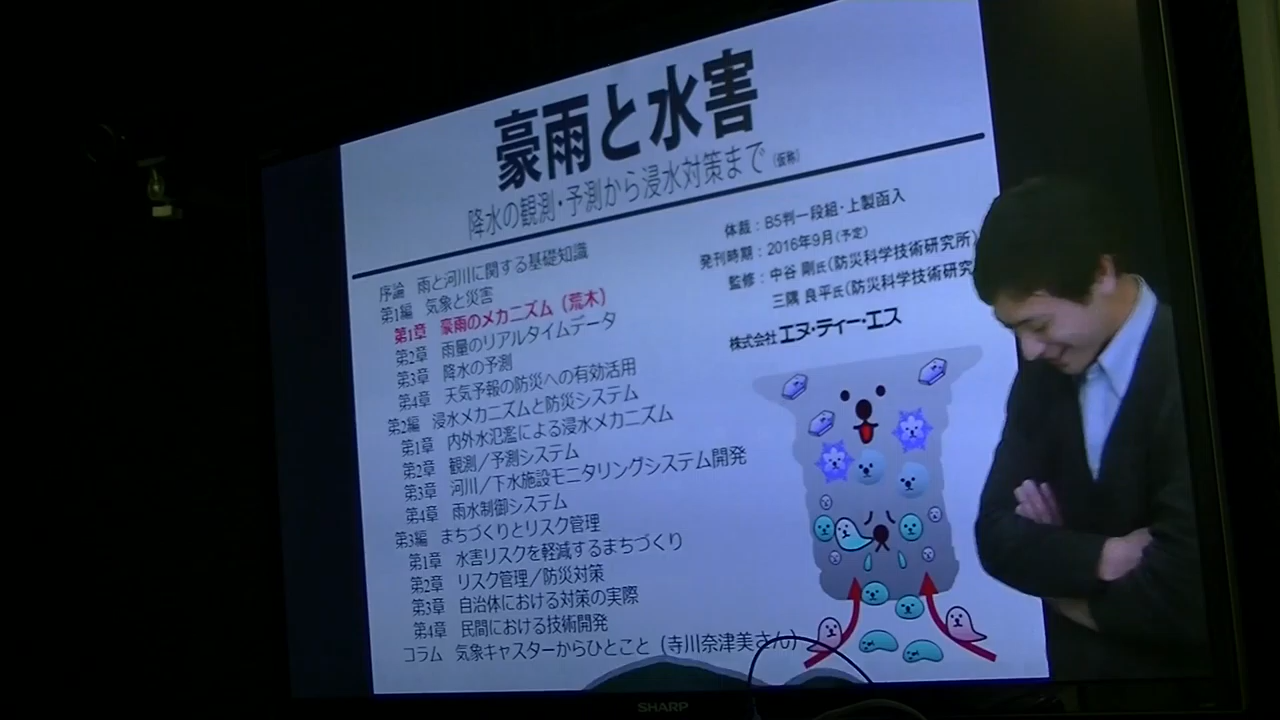 豪雨と水害
降水の観測・予測から浸水対策まで(仮称)
序論 雨と河川に関する基礎知識
第1編 気象と災害
第1章 豪雨のメカニズム(荒木)
第2章 雨量のリアルタイムデータ
第3章 降水の予測
第4章 天気予報の防災への有効活用
第2編 浸水メカニズムと防災システム
第1章 内外水氾濫による浸水メカニズム
第2章 観測/予測システム
第3章 河川/下水施設モニタリングシステム開発
第4章 雨水制御システム
第3編 まちづくりとリスク管理
第1章 水害リスクを軽減するまちづくり
第2章 リスク管理/防災対策
第3章 自治体における対策の実際
第4章 民間における技術開発
コラム 気象キャスターからひとこと(寺川奈津美さん)
体裁:B5判一段組・上製函入
発刊時期:2016年9月(予定)
監修:中谷 剛氏(防災科学技術研究所)
三隅 良平氏(防災科学技術研究
株式会社エヌ・ティー・エス
SHARP